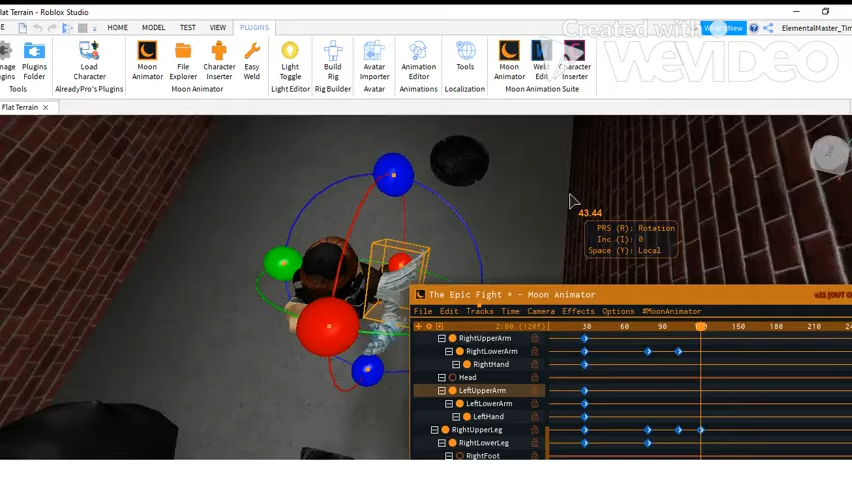 Flat Terrain - Roblox Studio
Created with
WeVideo
HOME MODEL TEST VIEW PLUGINS
What's New
ElementalMaster_Tim
Plugins Folder
Load Character
Moon Animator
File Explorer
Character Inserter
Easy Weld
Light Toggle
Build Rig
Avatar Importer
Animation Editor
Tools
Moon Animator
Weld Edit
Character Inserter
Tools AlreadyPro's Plugins Moon Animator Light Editor Rig Builder Avatar Animations Localization Moon Animation Suite
Flat Terrain
43.44
PRS (R): Rotation
Inc (I): 0
Space (Y): Local
The Epic Fight * - Moon Animator
File Edit Tracks Time Camera Effects Options #MoonAnimator
2:00 (120f) 30 60 90 120 150 180 210
RightUpperArm
RightLowerArm
RightHand
Head
LeftUpperArm
LeftLowerArm
LeftHand
RightUpperLeg
RightLowerLeg
RightFoot